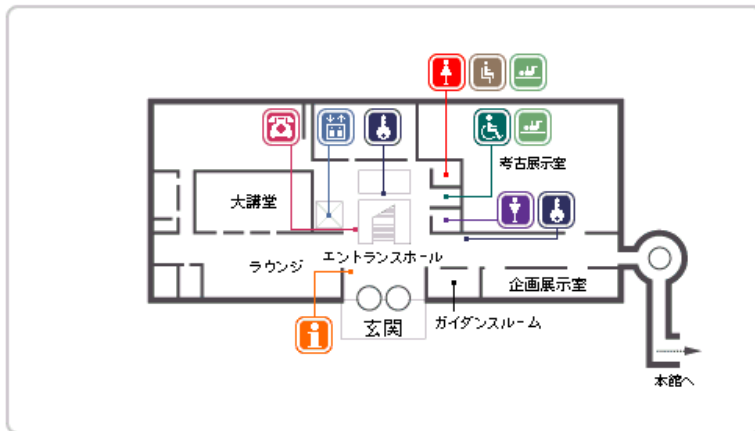 考古展示室
大講堂
エントランスホール
ラウンジ
企画展示室
玄関
ガイダンスルーム
本館へ